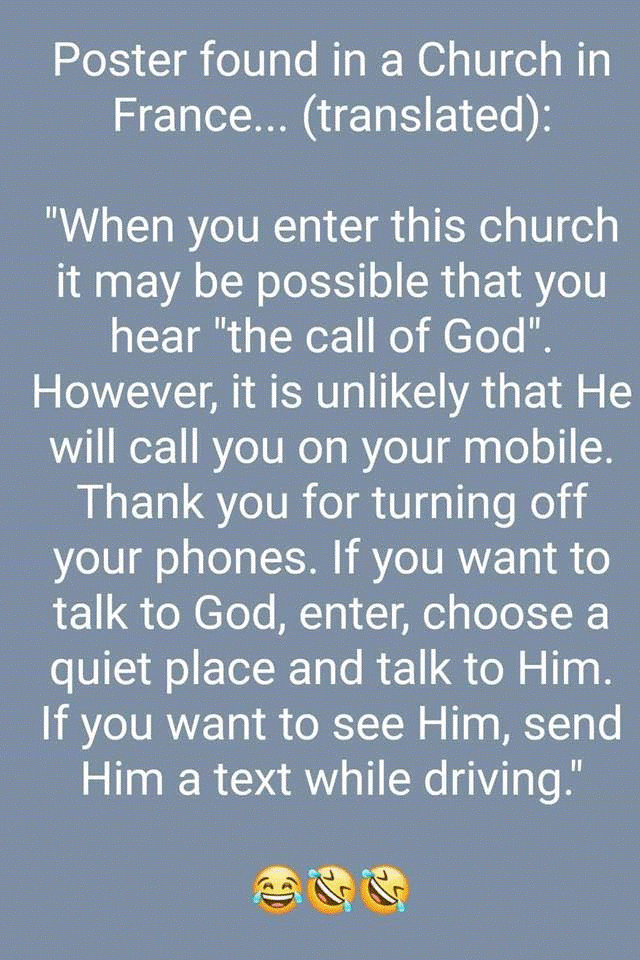 Poster found in a Church in
France... (translated):
"When you enter this church
it may be possible that you
hear "the call of God".
However, it is unlikely that He
will call you on your mobile.
Thank you for turning off
your phones. If you want to
talk to God, enter, choose a
quiet place and talk to Him.
If you want to see Him, send
Him a text while driving."
😂🤣🤣